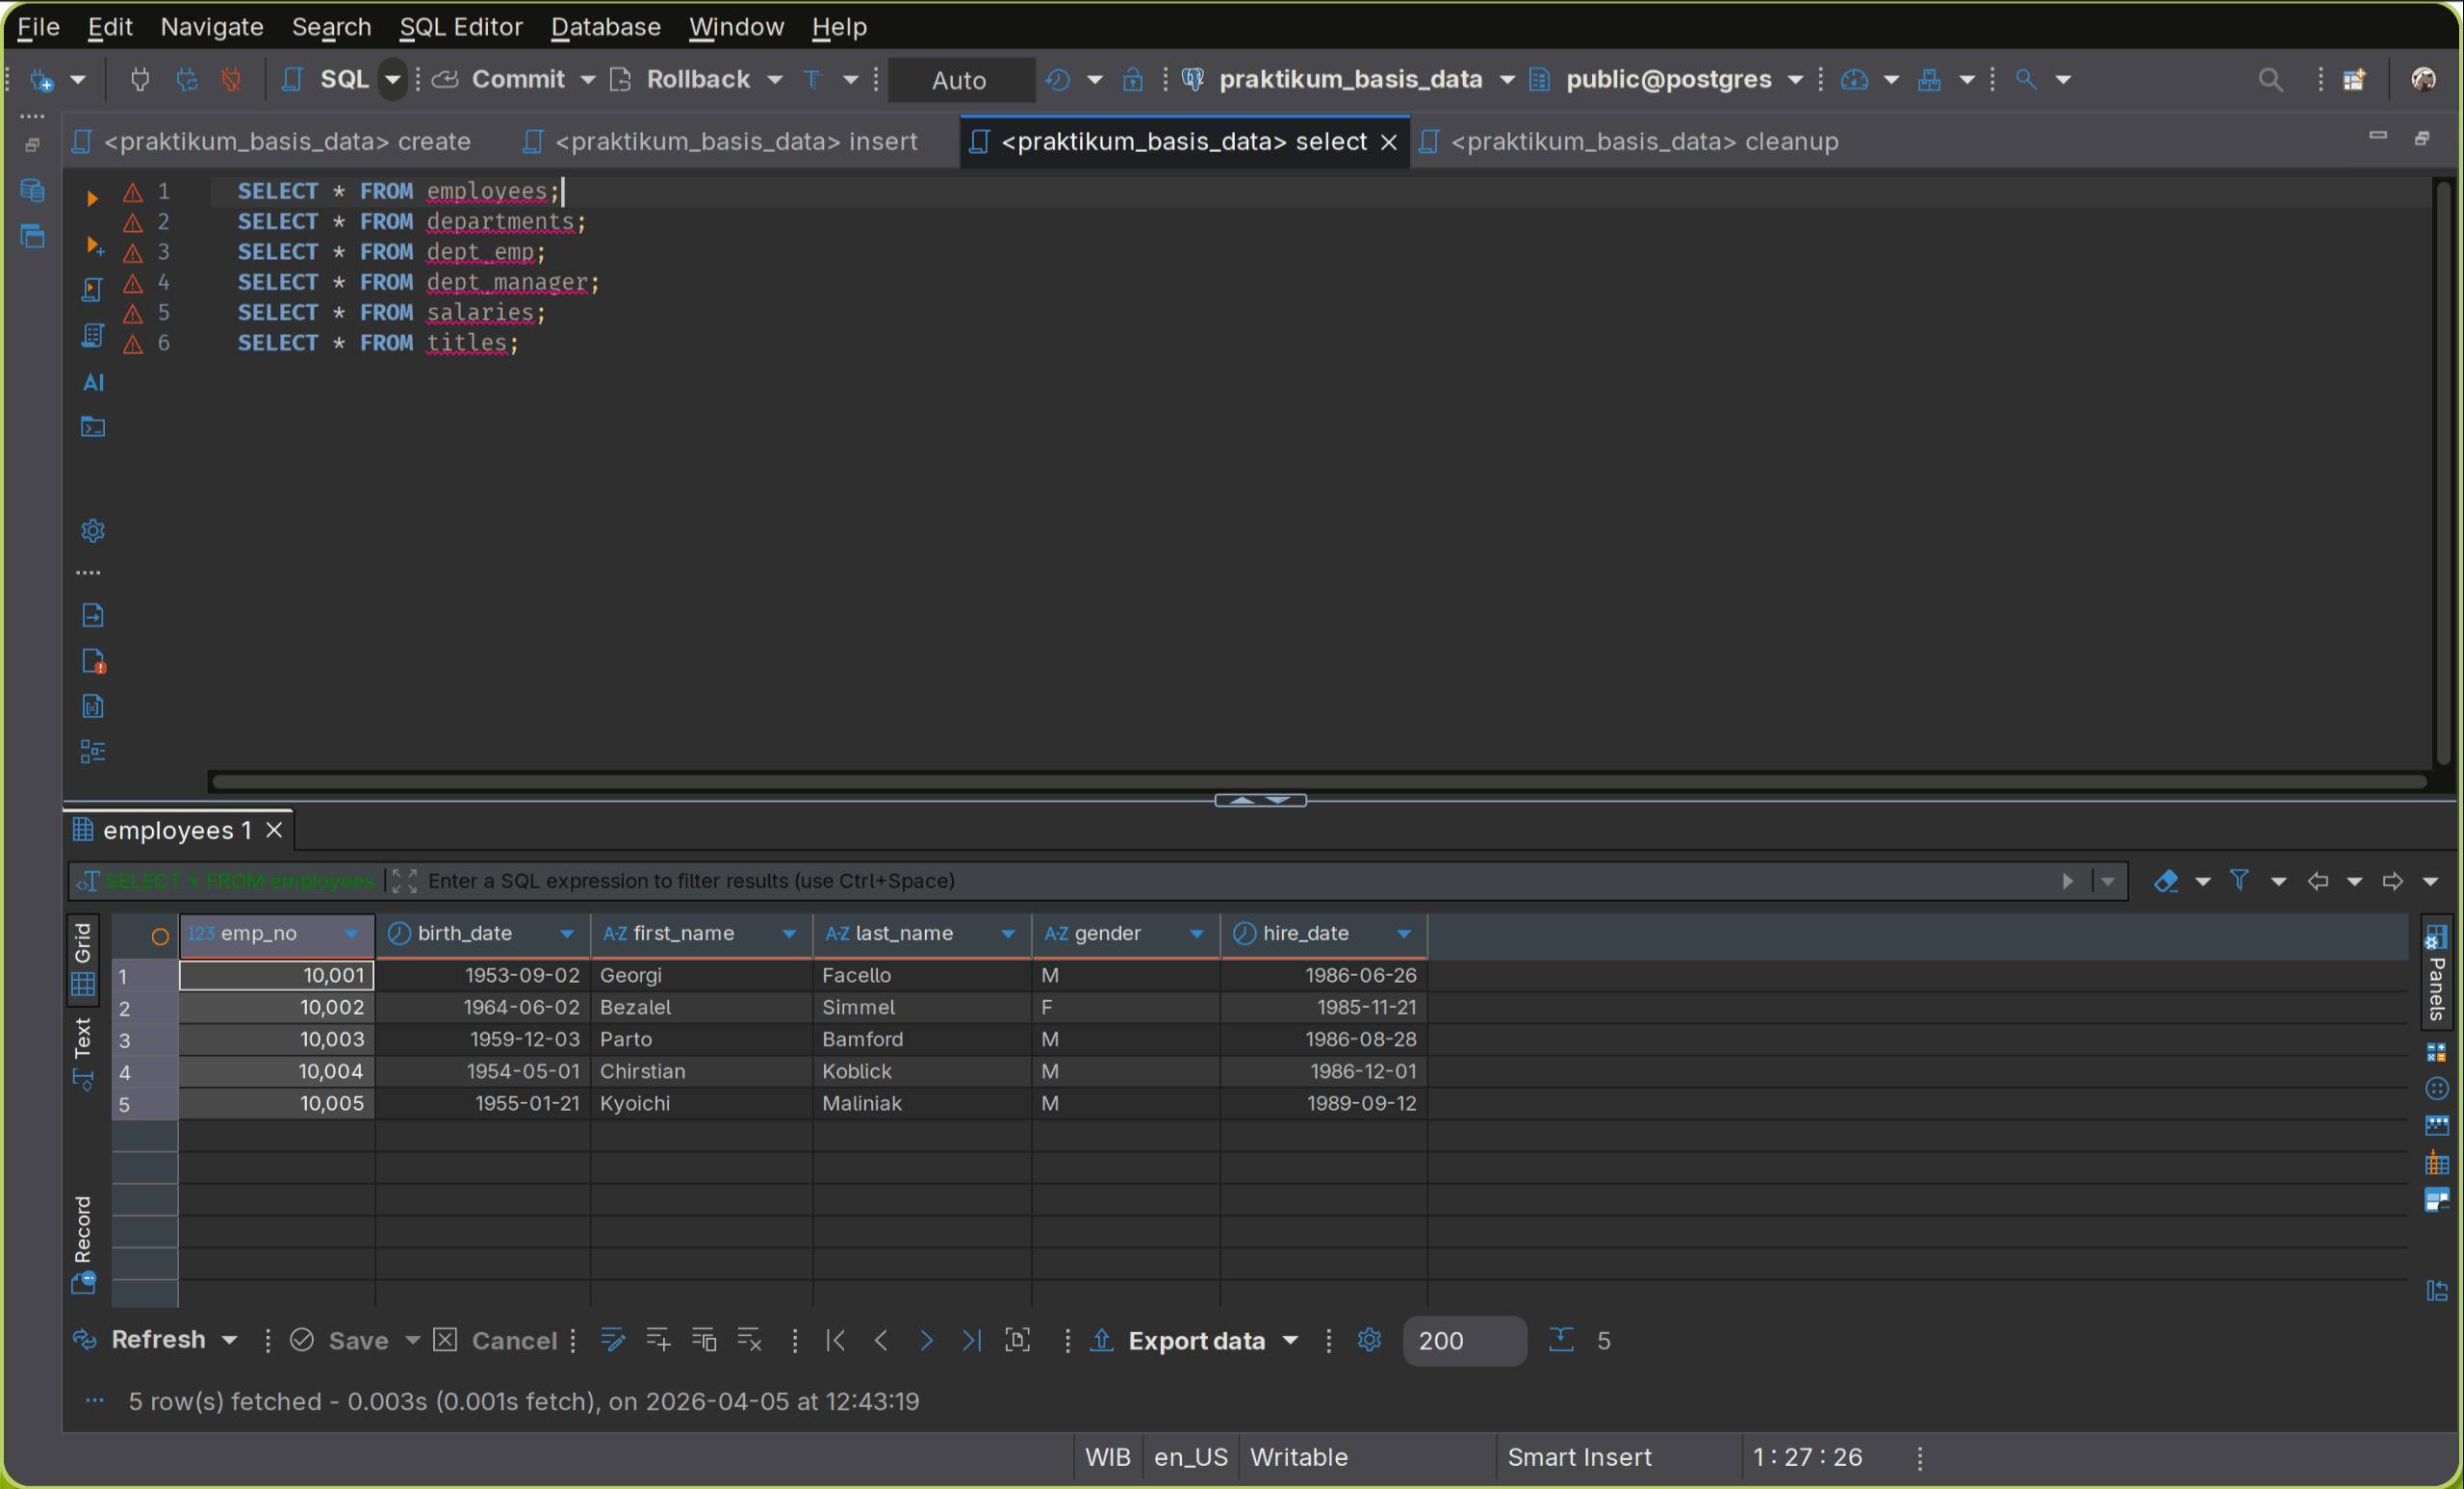 File Edit Navigate Search SQL Editor Database Window Help
SQL Commit Rollback Auto praktikum_basis_data public@postgres
<praktikum_basis_data> create <praktikum_basis_data> insert <praktikum_basis_data> select <praktikum_basis_data> cleanup
1 SELECT * FROM employees;
2 SELECT * FROM departments;
3 SELECT * FROM dept_emp;
4 SELECT * FROM dept_manager;
5 SELECT * FROM salaries;
6 SELECT * FROM titles;
AI
employees 1
SELECT * FROM employees Enter a SQL expression to filter results (use Ctrl+Space)
Grid
Text
Record
123 emp_no birth_date A-Z first_name A-Z last_name A-Z gender hire_date
1 10,001 1953-09-02 Georgi Facello M 1986-06-26
2 10,002 1964-06-02 Bezalel Simmel F 1985-11-21
3 10,003 1959-12-03 Parto Bamford M 1986-08-28
4 10,004 1954-05-01 Chirstian Koblick M 1986-12-01
5 10,005 1955-01-21 Kyoichi Maliniak M 1989-09-12
Panels
Refresh Save Cancel Export data 200 5
5 row(s) fetched - 0.003s (0.001s fetch), on 2026-04-05 at 12:43:19
WIB en_US Writable Smart Insert 1 : 27 : 26